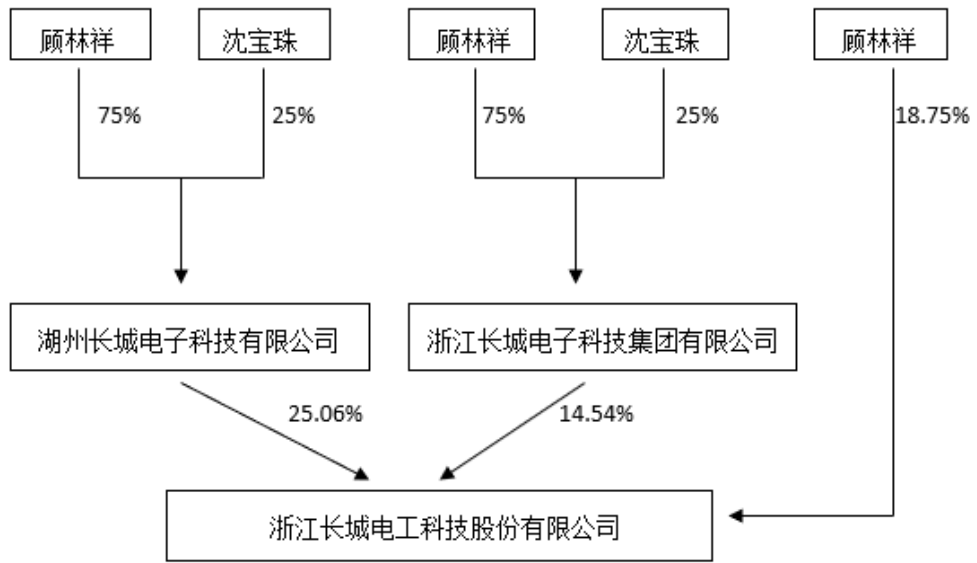 顾林祥
沈宝珠
顾林祥
沈宝珠
顾林祥
75%
25%
75%
25%
18.75%
湖州长城电子科技有限公司
浙江长城电子科技集团有限公司
25.06%
14.54%
浙江长城电工科技股份有限公司